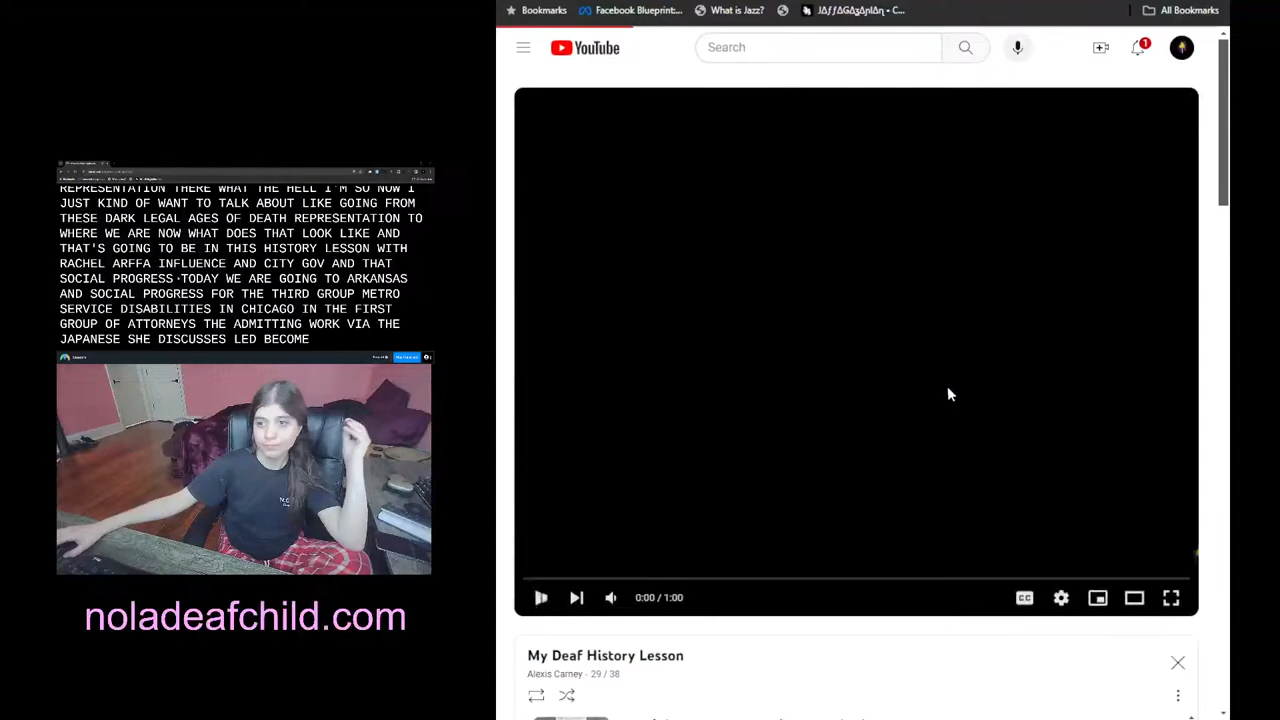 REPRESENTATION THERE WHAT THE HELL I'M SO NOW I
JUST KIND OF WANT TO TALK ABOUT LIKE GOING FROM
THESE DARK LEGAL AGES OF DEATH REPRESENTATION TO
WHERE WE ARE NOW WHAT DOES THAT LOOK LIKE AND
THAT'S GOING TO BE IN THIS HISTORY LESSON WITH
RACHEL ARFFA INFLUENCE AND CITY GOV AND THAT
SOCIAL PROGRESS·TODAY WE ARE GOING TO ARKANSAS
AND SOCIAL PROGRESS FOR THE THIRD GROUP METRO
SERVICE DISABILITIES IN CHICAGO IN THE FIRST
GROUP OF ATTORNEYS THE ADMITTING WORK VIA THE
JAPANESE SHE DISCUSSES LED BECOME
noladeafchild.com
Bookmarks Facebook Blueprint:... What is Jazz? All Bookmarks
YouTube Search 1
0:00 / 1:00 CC
My Deaf History Lesson
Alexis Carney - 29 / 38